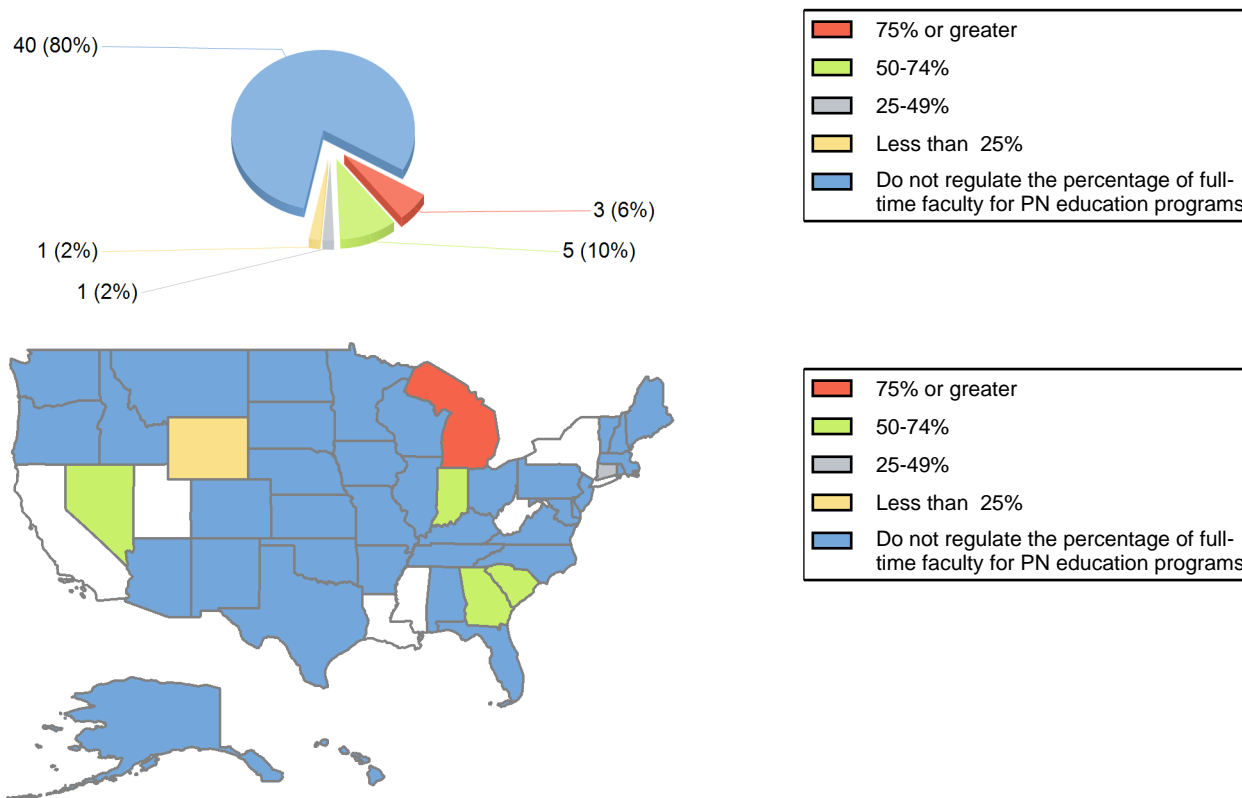 40 (80%)
3 (6%)
1 (2%)
5 (10%)
1 (2%)
75% or greater
50-74%
25-49%
Less than  25%
Do not regulate the percentage of full-
time faculty for PN education programs
75% or greater
50-74%
25-49%
Less than  25%
Do not regulate the percentage of full-
time faculty for PN education programs